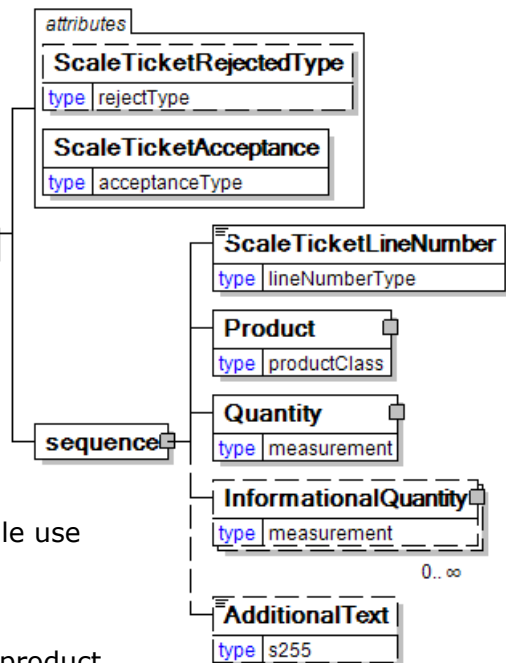 attributes
ScaleTicketRejectedType
type rejectType
ScaleTicketAcceptance
type acceptanceType
ScaleTicketLineNumber
type lineNumberType
Product
type productClass
Quantity
type measurement
sequence
InformationalQuantity
type measurement
le use
0.. ∞
AdditionalText
type s255
product